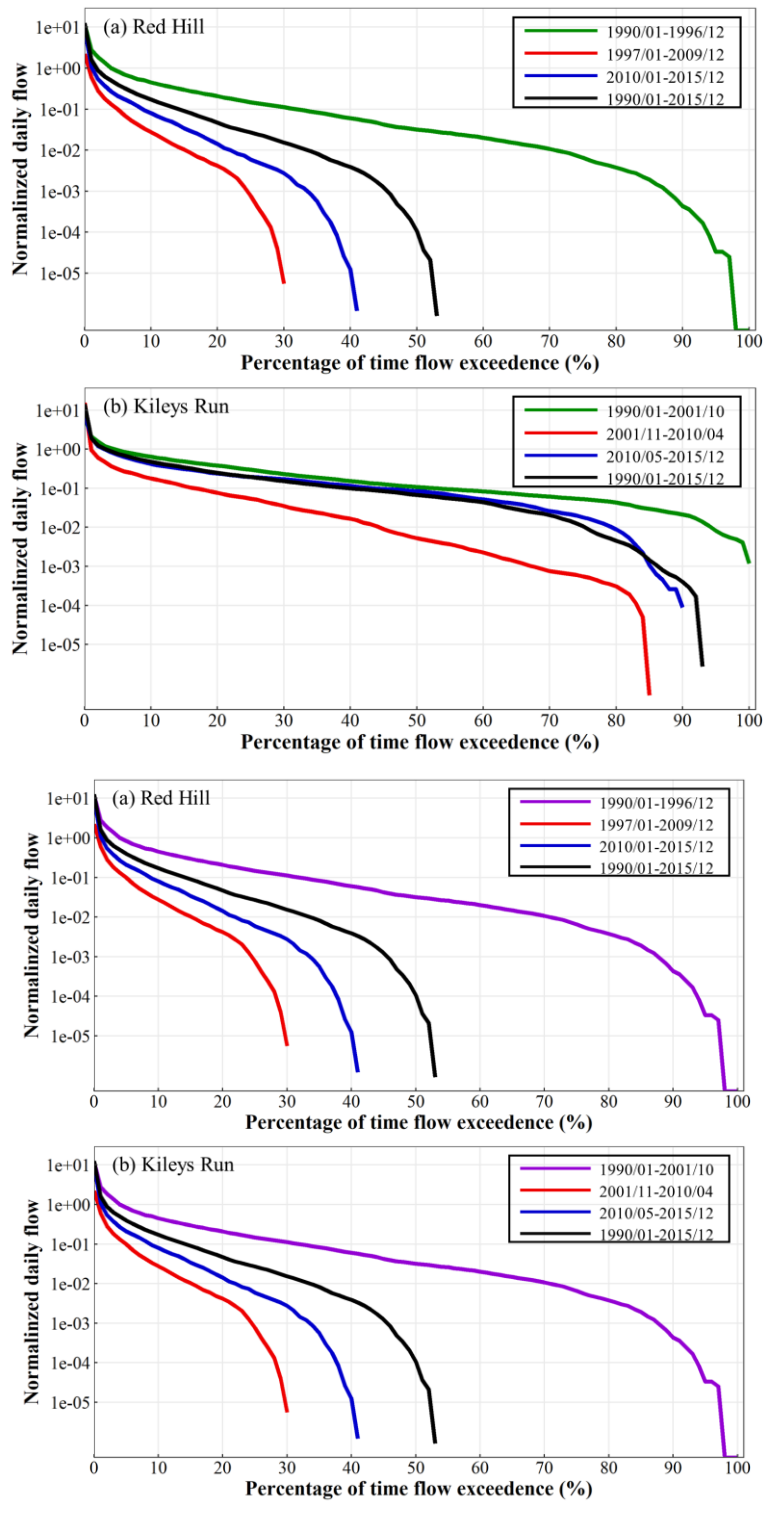 (a) Red Hill
1990/01-1996/12
1997/01-2009/12
2010/01-2015/12
1990/01-2015/12
Normalinzed daily flow
1e+01
1e+00
1e-01
1e-02
1e-03
1e-04
1e-05
0 10 20 30 40 50 60 70 80 90 100
Percentage of time flow exceedence (%)
(b) Kileys Run
1990/01-2001/10
2001/11-2010/04
2010/05-2015/12
1990/01-2015/12
Normalinzed daily flow
1e+01
1e+00
1e-01
1e-02
1e-03
1e-04
1e-05
0 10 20 30 40 50 60 70 80 90 100
Percentage of time flow exceedence (%)
(a) Red Hill
1990/01-1996/12
1997/01-2009/12
2010/01-2015/12
1990/01-2015/12
Normalinzed daily flow
1e+01
1e+00
1e-01
1e-02
1e-03
1e-04
1e-05
0 10 20 30 40 50 60 70 80 90 100
Percentage of time flow exceedence (%)
(b) Kileys Run
1990/01-2001/10
2001/11-2010/04
2010/05-2015/12
1990/01-2015/12
Normalinzed daily flow
1e+01
1e+00
1e-01
1e-02
1e-03
1e-04
1e-05
0 10 20 30 40 50 60 70 80 90 100
Percentage of time flow exceedence (%)